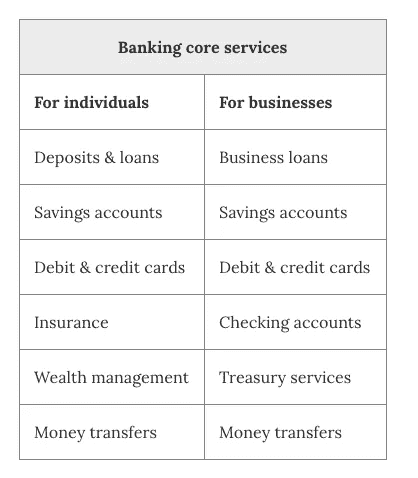 Banking core services
For individuals
For businesses
Deposits & loans
Business loans
Savings accounts
Savings accounts
Debit & credit cards
Debit & credit cards
Insurance
Checking accounts
Wealth management
Treasury services
Money transfers
Money transfers